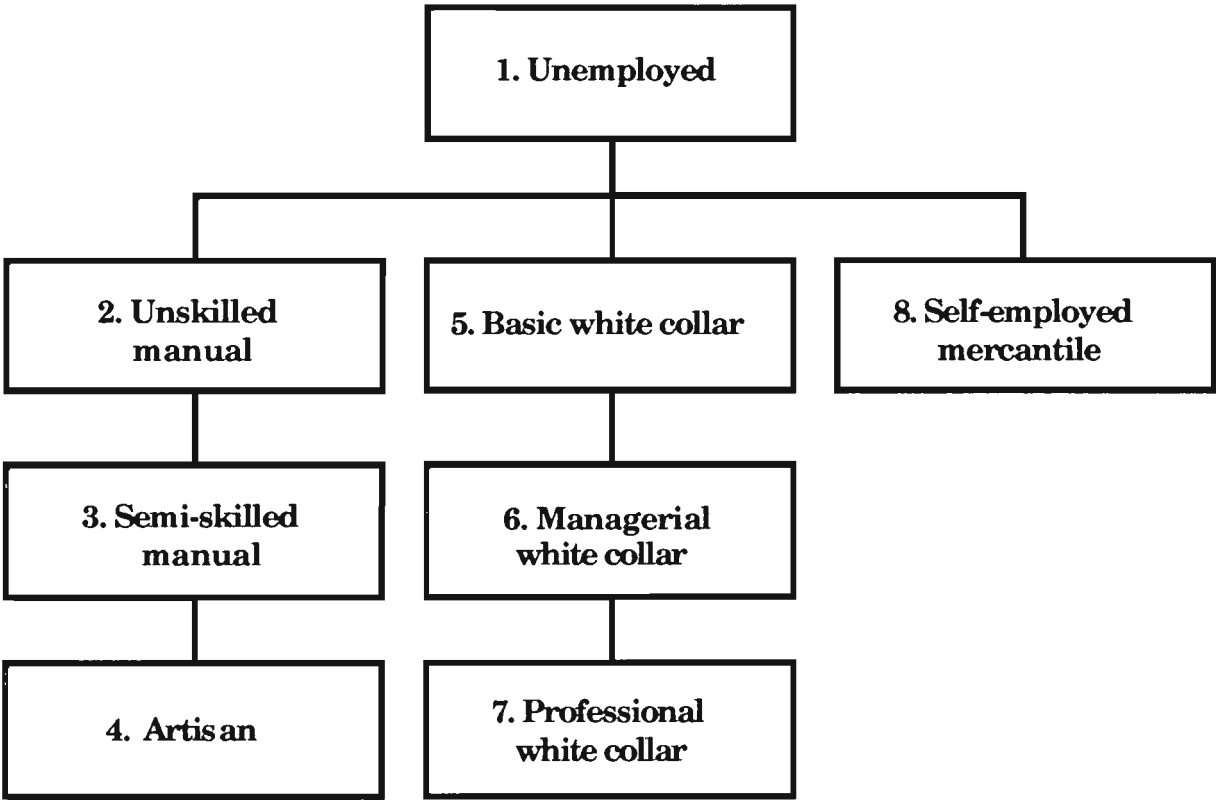 1. Unemployed
2. Unskilled
manual
5. Basic white collar
8. Self-employed
mercantile
3. Semi-skilled
manual
6. Managerial
white collar
4. Artisan
7. Professional
white collar